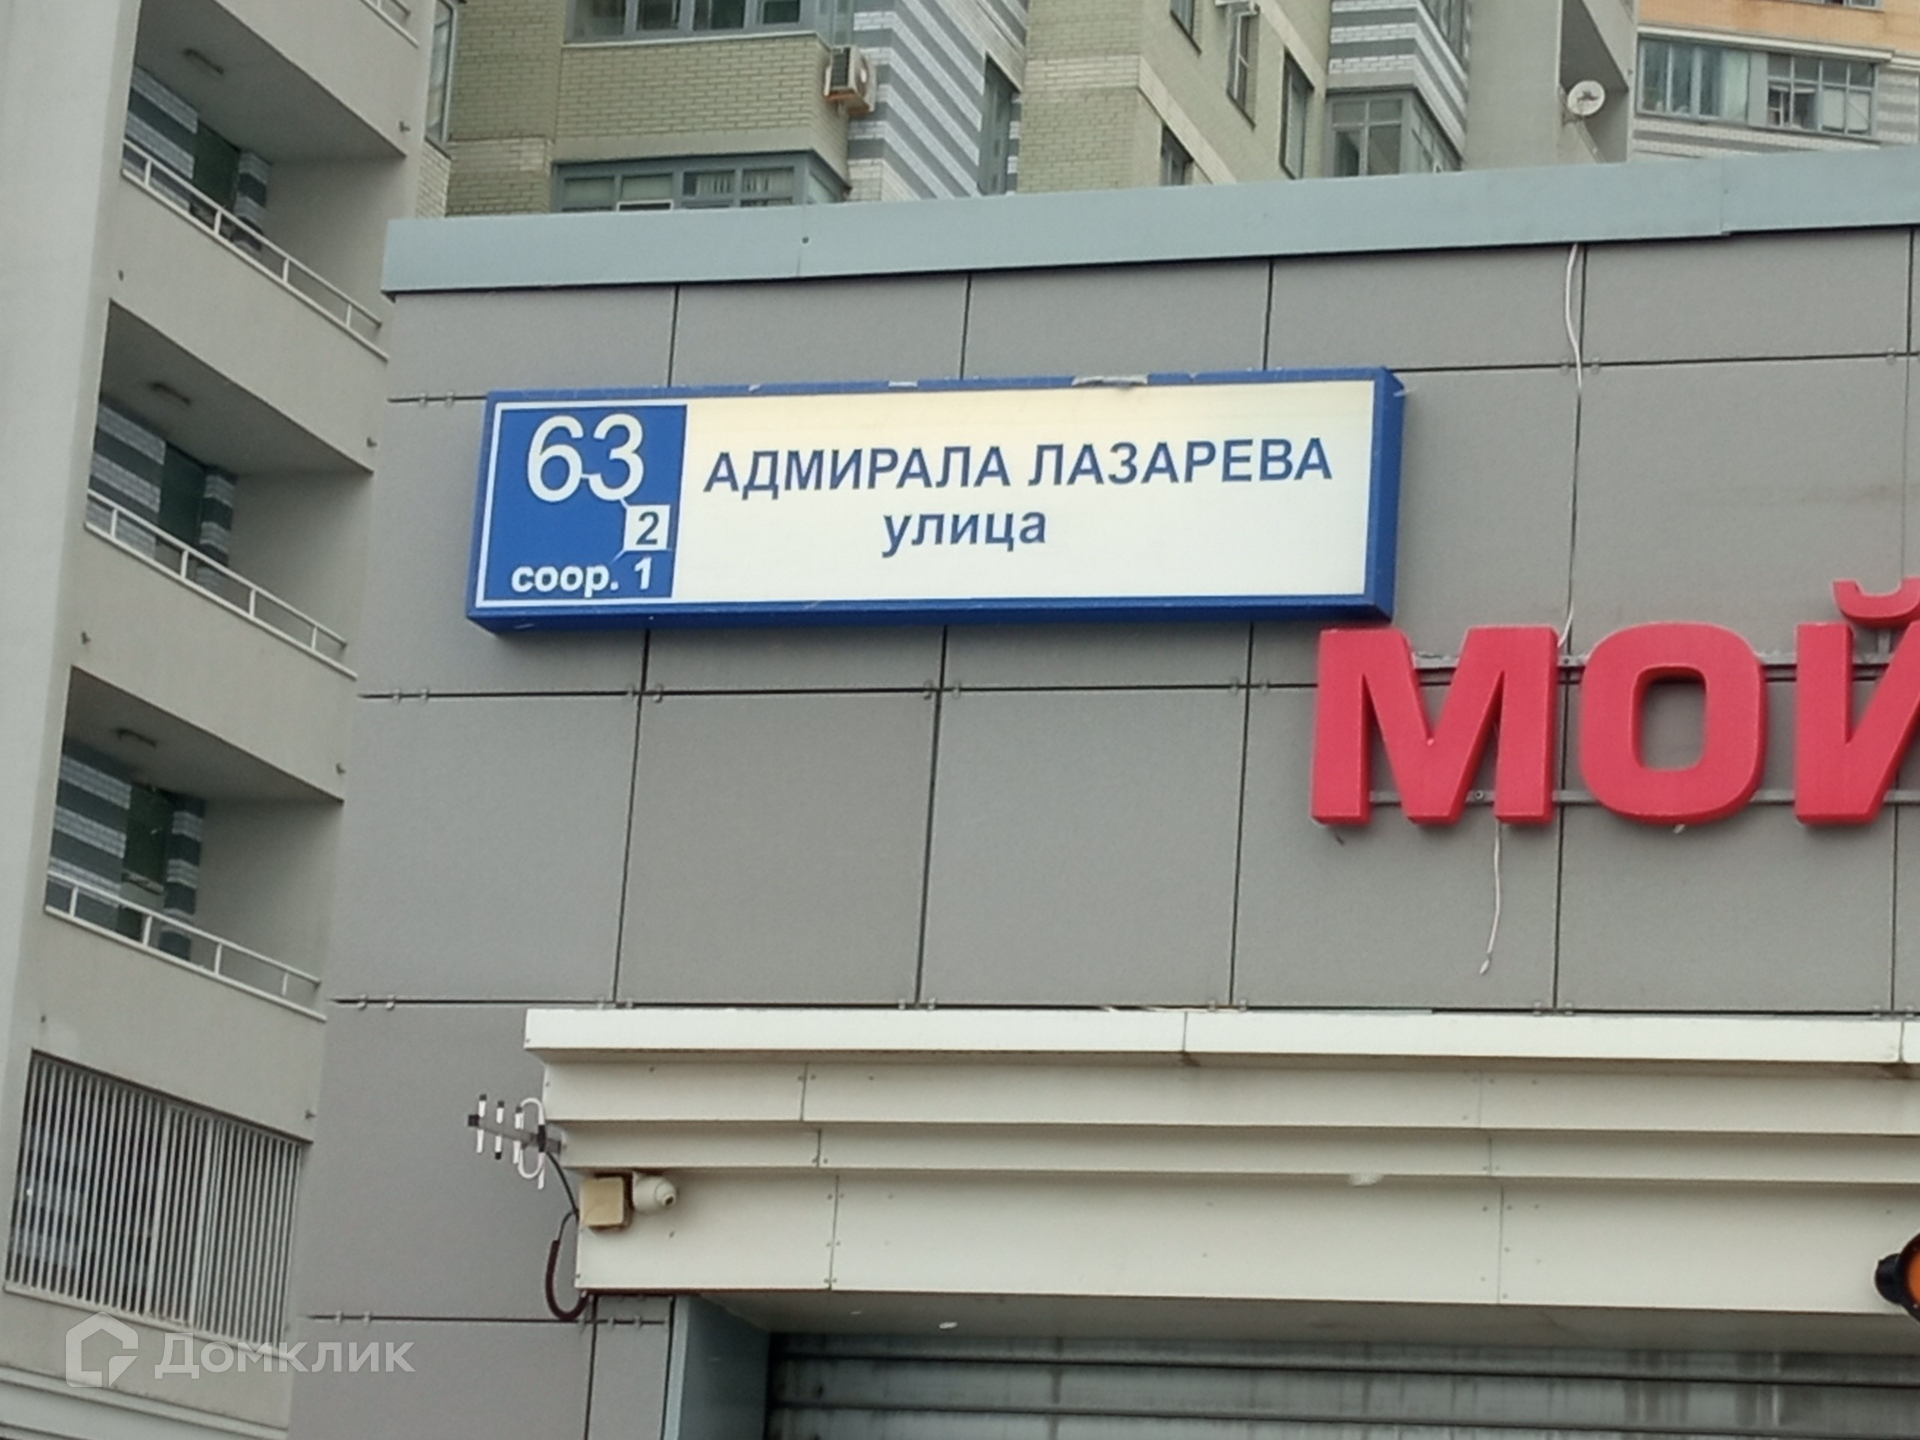 63
2
соор. 1
АДМИРАЛА ЛАЗАРЕВА
улица
МОЙ
Домклик